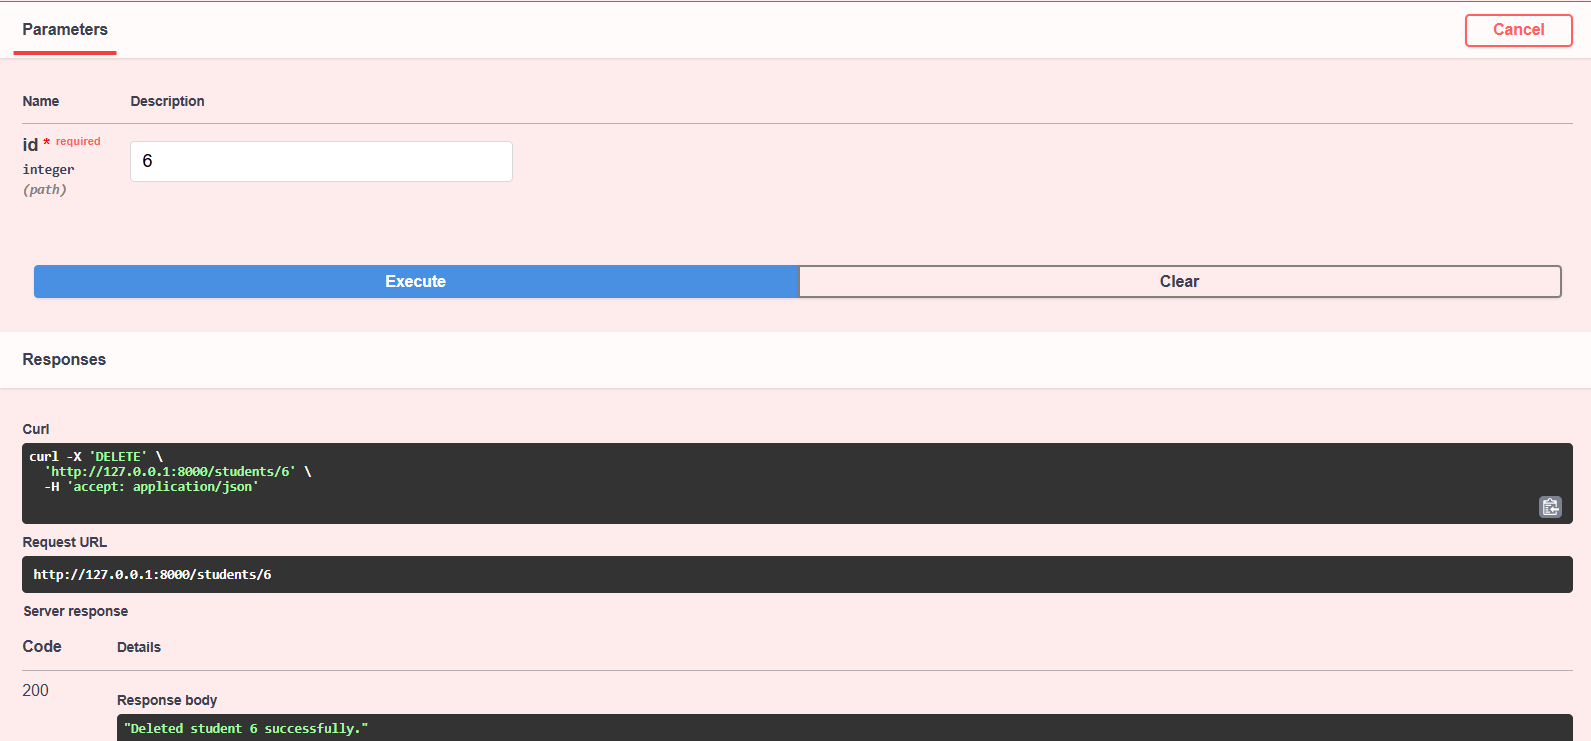 Parameters
Cancel
Name Description
id * required
integer
(path)
6
Execute
Clear
Responses
Curl
curl -X 'DELETE' \
'http://127.0.0.1:8000/students/6' \
-H 'accept: application/json'
Request URL
http://127.0.0.1:8000/students/6
Server response
Code Details
200
Response body
"Deleted student 6 successfully."